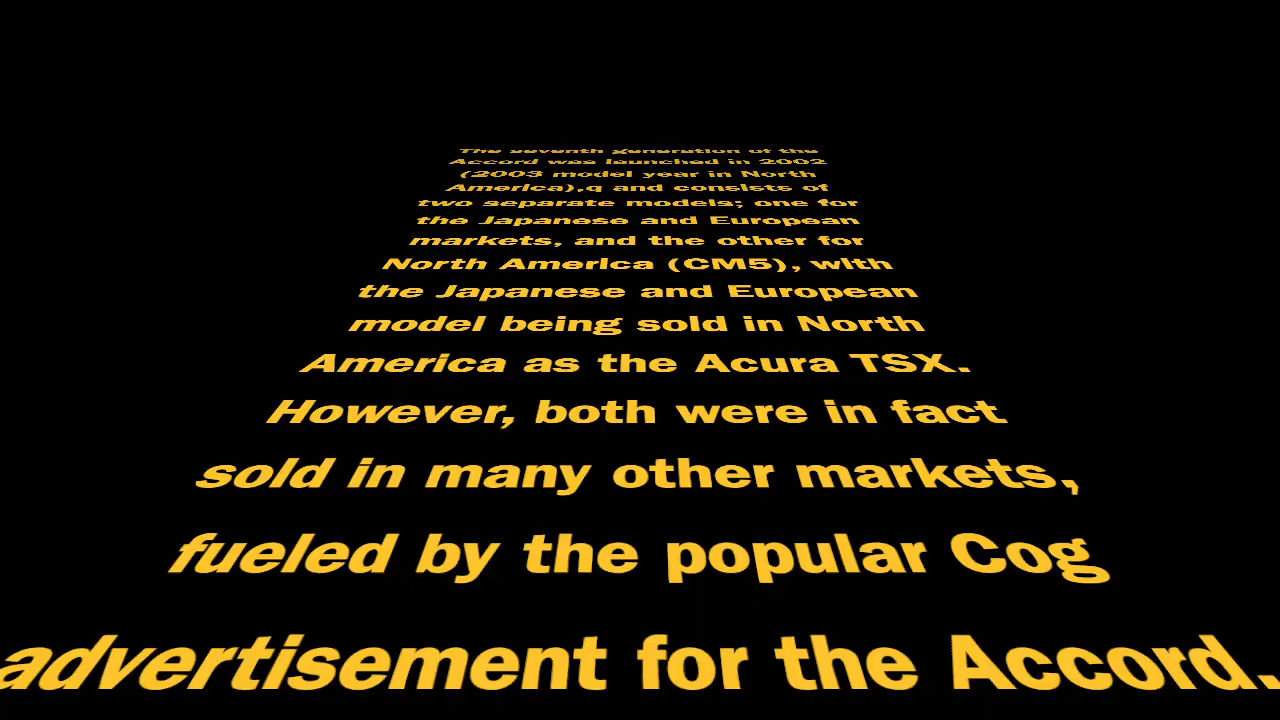 The seventh generation of the
Accord was launched in 2002
(2003 model year in North
America),q and consists of
two separate models; one for
the Japanese and European
markets, and the other for
North America (CM5), with
the Japanese and European
model being sold in North
America as the Acura TSX.
However, both were in fact
sold in many other markets,
fueled by the popular Cog
advertisement for the Accord.